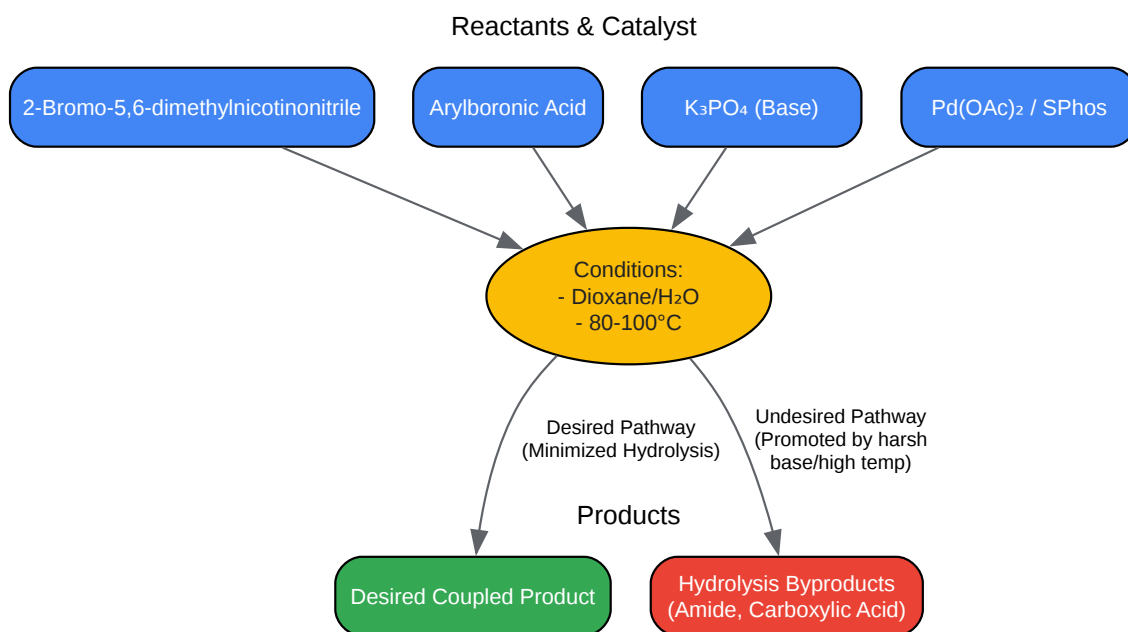 Reactants & Catalyst
2-Bromo-5,6-dimethylnicotinonitrile
Arylboronic Acid
K₃PO₄ (Base)
Pd(OAc)₂ / SPhos
Conditions:
- Dioxane/H₂O
- 80-100°C
Desired Pathway
(Minimized Hydrolysis)
Undesired Pathway
(Promoted by harsh
base/high temp)
Products
Desired Coupled Product
Hydrolysis Byproducts
(Amide, Carboxylic Acid)